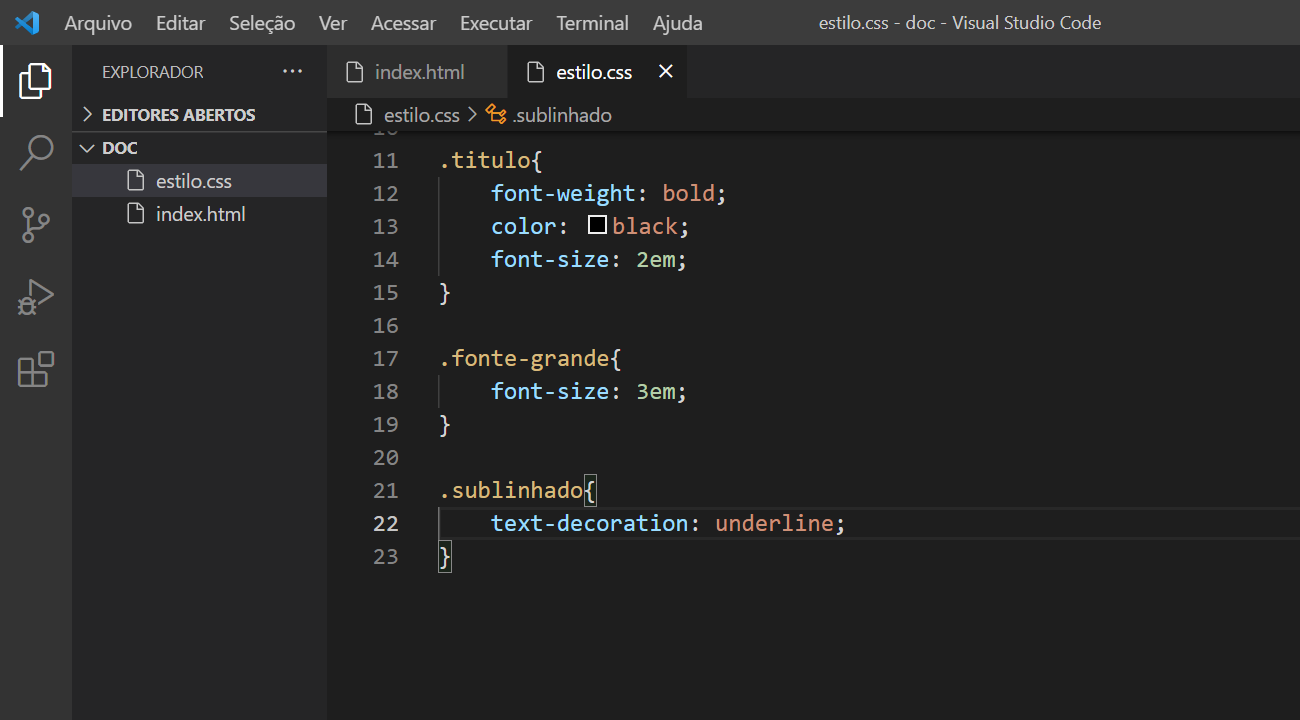 Arquivo Editar Seleção Ver Acessar Executar Terminal Ajuda estilo.css - doc - Visual Studio Code
EXPLORADOR ...
EDITORES ABERTOS
DOC
estilo.css
index.html
index.html estilo.css
estilo.css > .sublinhado
11 .titulo{
12 font-weight: bold;
13 color: black;
14 font-size: 2em;
15 }
16
17 .fonte-grande{
18 font-size: 3em;
19 }
20
21 .sublinhado{
22 text-decoration: underline;
23 }